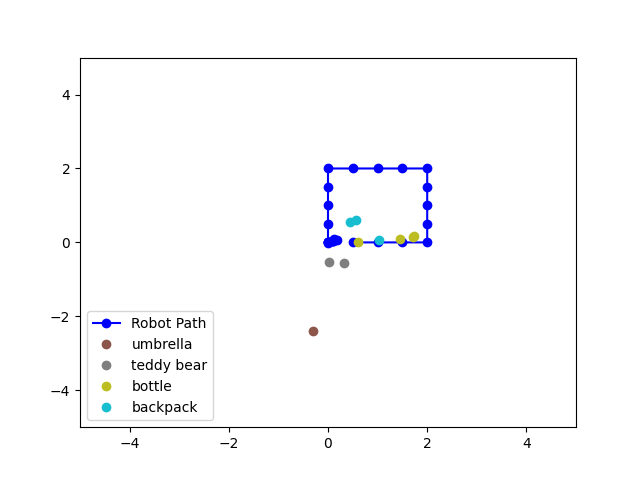 4
2
0
−2
−4
Robot Path
umbrella
teddy bear
bottle
backpack
−4 −2 0 2 4